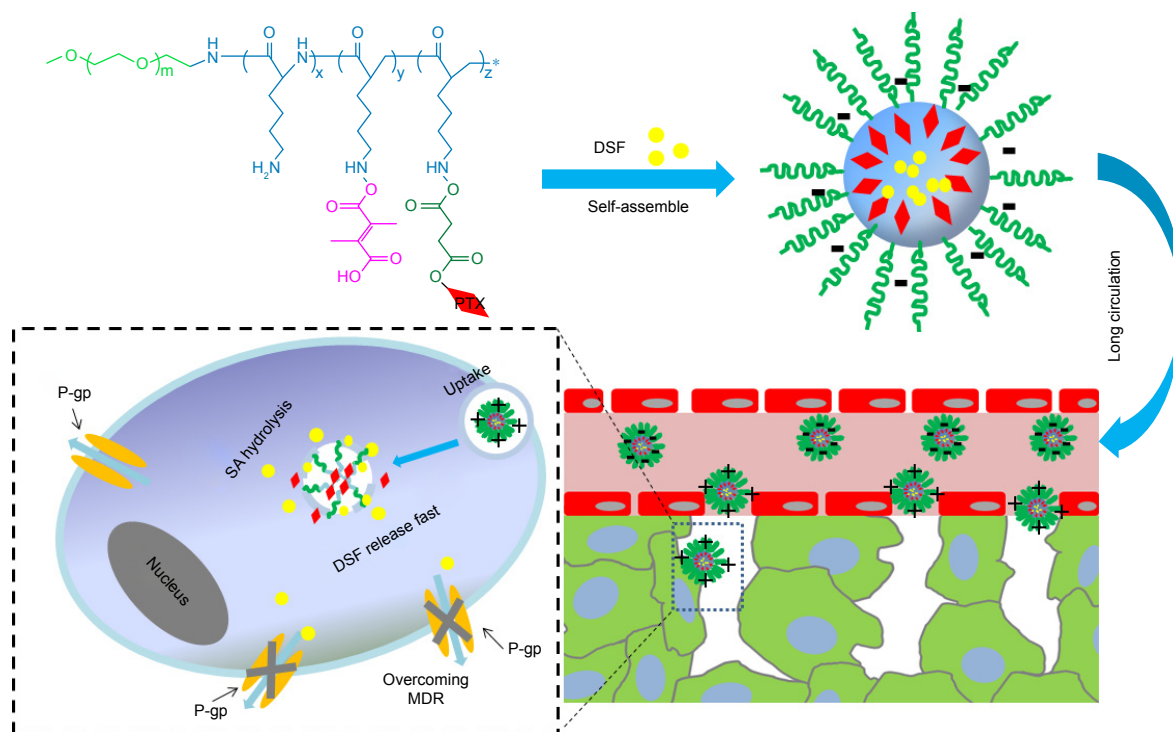 O
O
O
H
N
H
N
O
O
m
x
y
z
*
H₂N
HN
HN
O
O
O
O
O
HO
O
O
PTX
DSF
Self-assemble
Long circulation
P-gp
Uptake
SA hydrolysis
DSF release fast
Nucleus
P-gp
P-gp
Overcoming
MDR